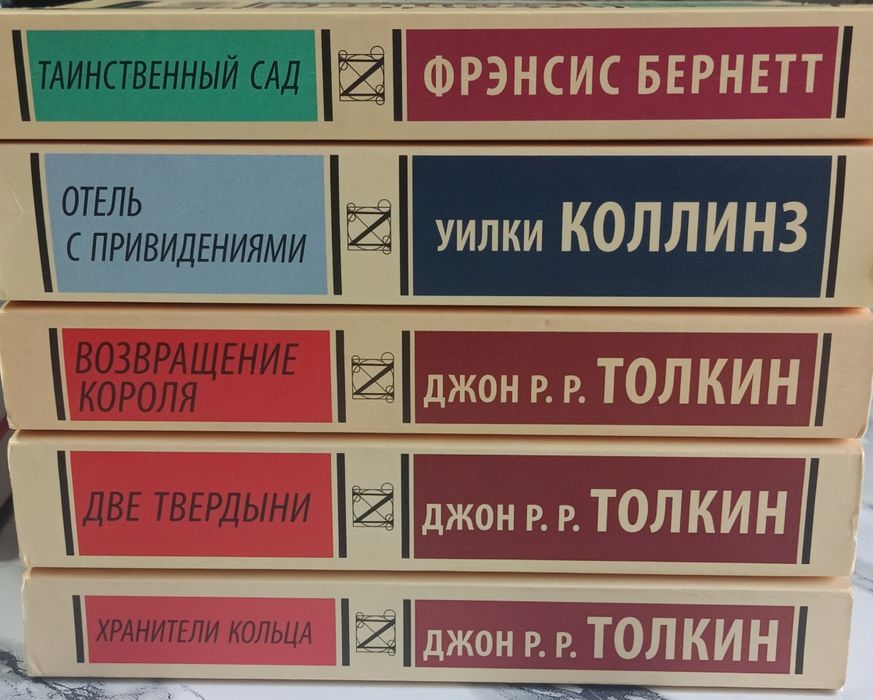 ТАИНСТВЕННЫЙ САД
ФРЭНСИС БЕРНЕТТ
ОТЕЛЬ
С ПРИВИДЕНИЯМИ
УИЛКИ КОЛЛИНЗ
ВОЗВРАЩЕНИЕ
КОРОЛЯ
ДЖОН Р. Р. ТОЛКИН
ДВЕ ТВЕРДЫНИ
ДЖОН Р. Р. ТОЛКИН
ХРАНИТЕЛИ КОЛЬЦА
ДЖОН Р. Р. ТОЛКИН